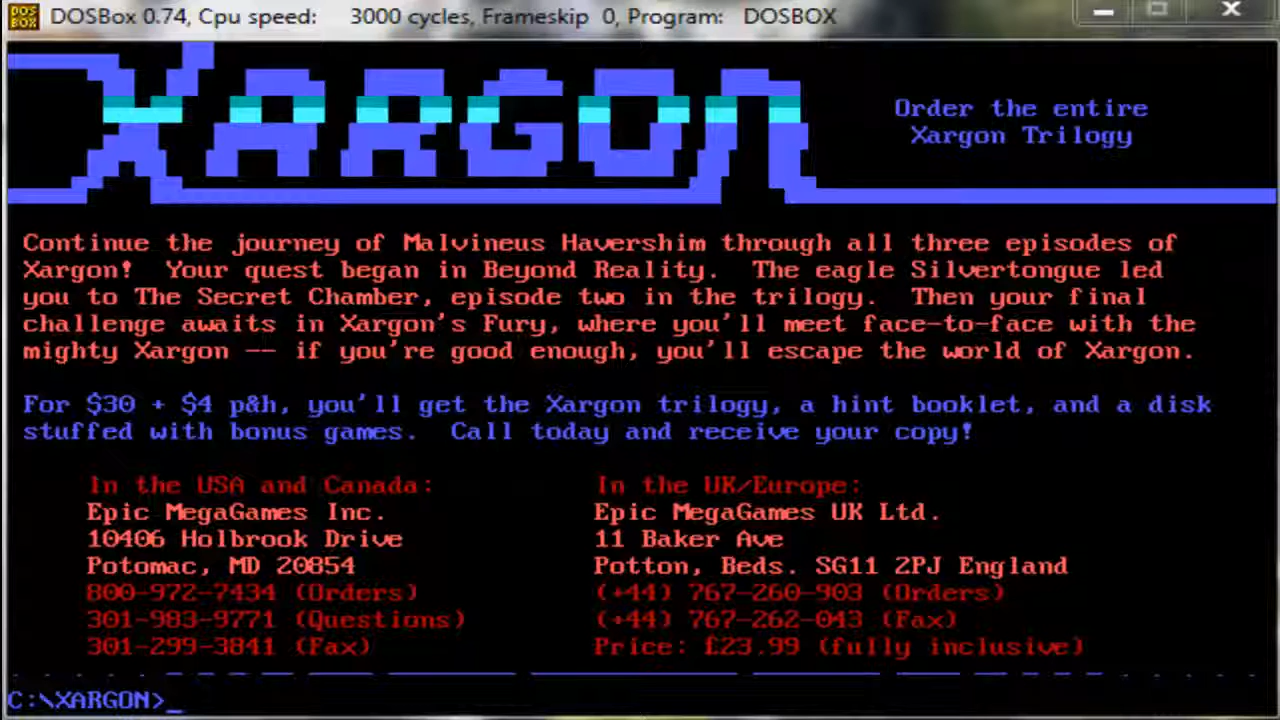 DOSBox 0.74, Cpu speed: 3000 cycles, Frameskip 0, Program: DOSBOX
XARGON
Order the entire
Xargon Trilogy
Continue the journey of Malvineus Havershim through all three episodes of
Xargon! Your quest began in Beyond Reality. The eagle Silvertongue led
you to The Secret Chamber, episode two in the trilogy. Then your final
challenge awaits in Xargon's Fury, where you'll meet face-to-face with the
mighty Xargon -- if you're good enough, you'll escape the world of Xargon.
For $30 + $4 p&h, you'll get the Xargon trilogy, a hint booklet, and a disk
stuffed with bonus games. Call today and receive your copy!
In the USA and Canada:
Epic MegaGames Inc.
10406 Holbrook Drive
Potomac, MD 20854
800-972-7434 (Orders)
301-983-9771 (Questions)
301-299-3841 (Fax)
In the UK/Europe:
Epic MegaGames UK Ltd.
11 Baker Ave
Potton, Beds. SG11 2PJ England
(+44) 767-260-903 (Orders)
(+44) 767-262-043 (Fax)
Price: £23.99 (fully inclusive)
C:\XARGON>_